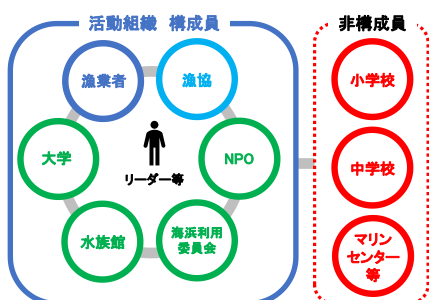 活動組織 構成員
漁業者
漁協
大学
NPO
リーダー等
水族館
海浜利用
委員会
非構成員
小学校
中学校
マリン
センター
等